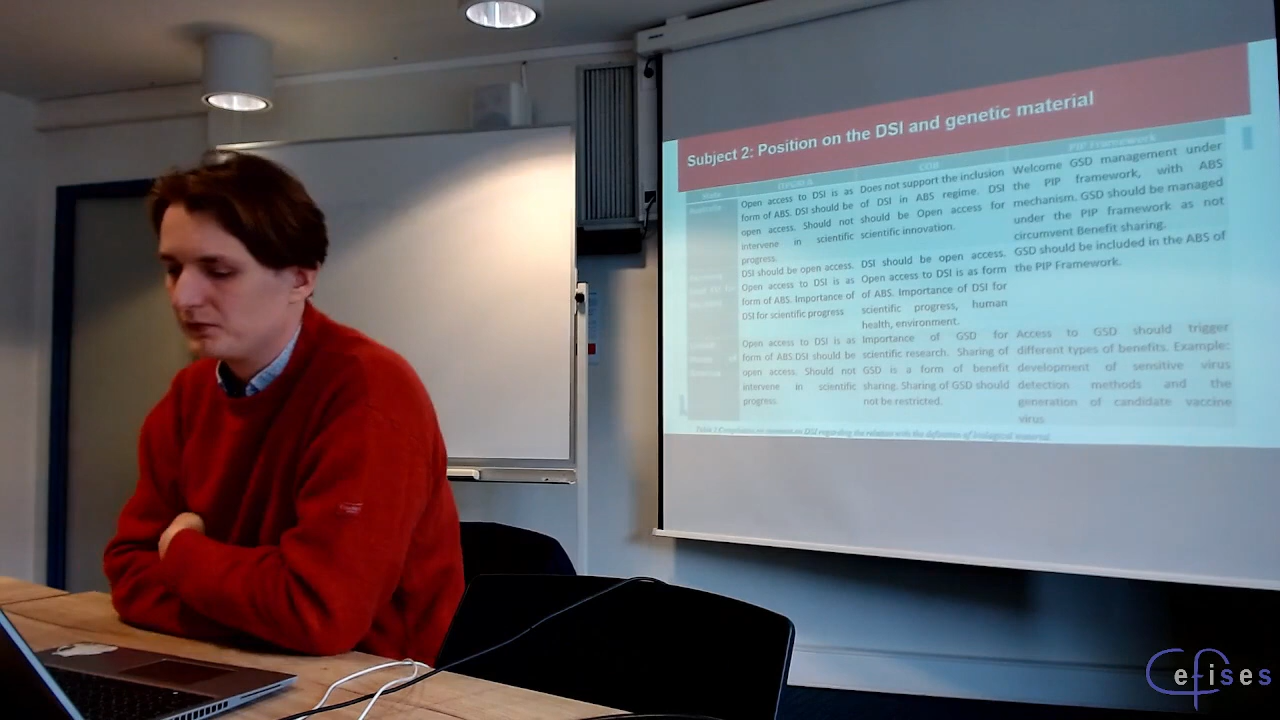 Subject 2: Position on the DSI and genetic material
CGB
PIP Framework
Open access to DSI is as
form of ABS. DSI should be
open access. Should not
intervene in scientific
progress.
Does not support the inclusion
of DSI in ABS regime. DSI
should be Open access for
scientific innovation.
Welcome GSD management under
the PIP framework, with ABS
mechanism. GSD should be managed
under the PIP framework as not
circumvent Benefit sharing.
DSI should be open access.
Open access to DSI is as
form of ABS. Importance of
DSI for scientific progress
DSI should be open access.
Open access to DSI is as form
of ABS. Importance of DSI for
scientific progress, human
health, environment.
GSD should be included in the ABS of
the PIP Framework.
Open access to DSI is as
form of ABS.DSI should be
open access. Should not
intervene in scientific
progress.
Importance of GSD for
scientific research. Sharing of
GSD is a form of benefit
sharing. Sharing of GSD should
not be restricted.
Access to GSD should trigger
different types of benefits. Example:
development of sensitive virus
detection methods and the
generation of candidate vaccine
virus
Cefises